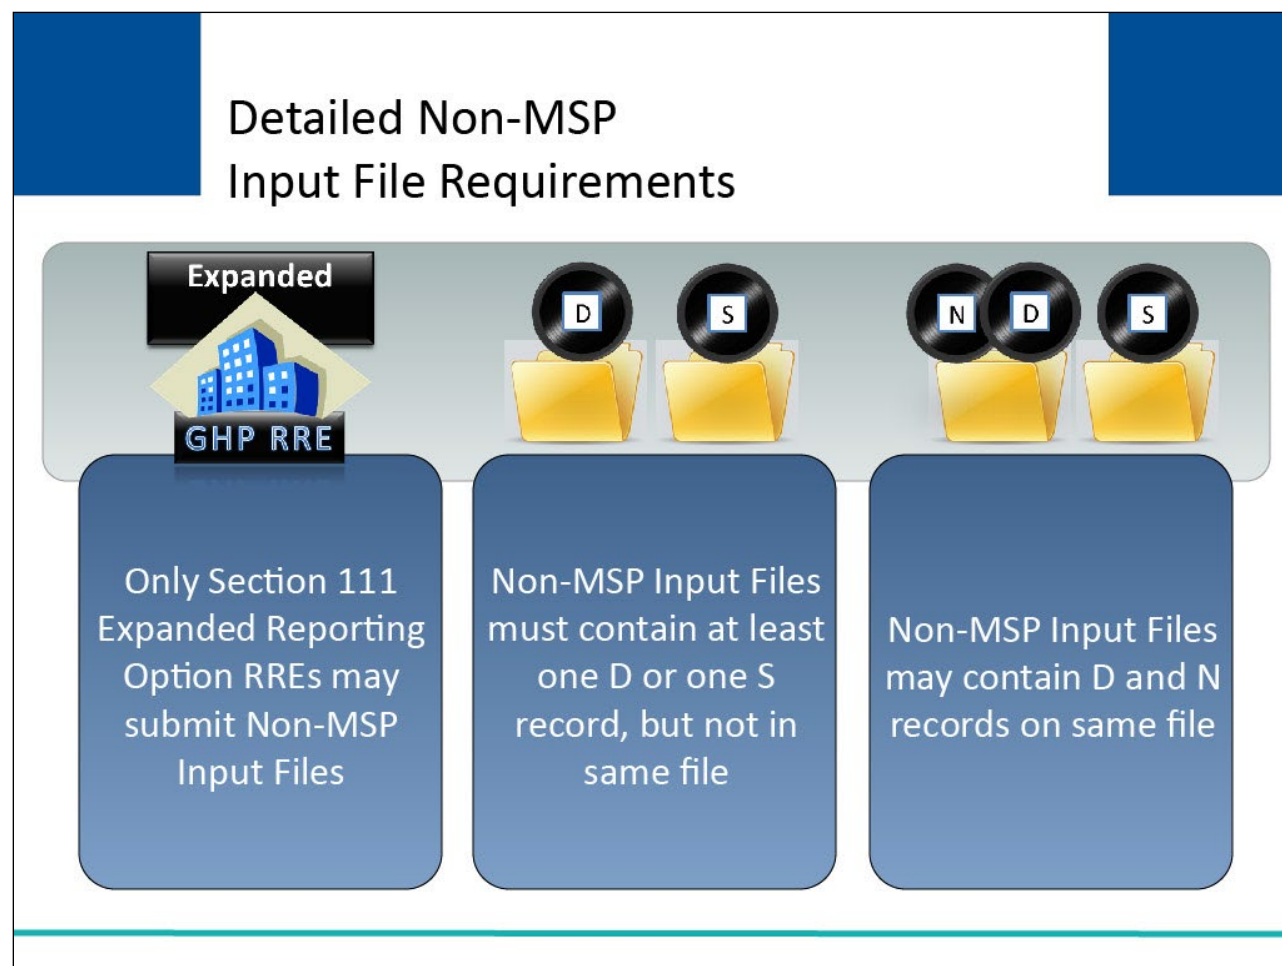 Detailed Non-MSP
Input File Requirements
Expanded
GHP RRE
D
S
N
D
S
Only Section 111
Expanded Reporting
Option RREs may
submit Non-MSP
Input Files
Non-MSP Input Files
must contain at least
one D or one S
record, but not in
same file
Non-MSP Input Files
may contain D and N
records on same file